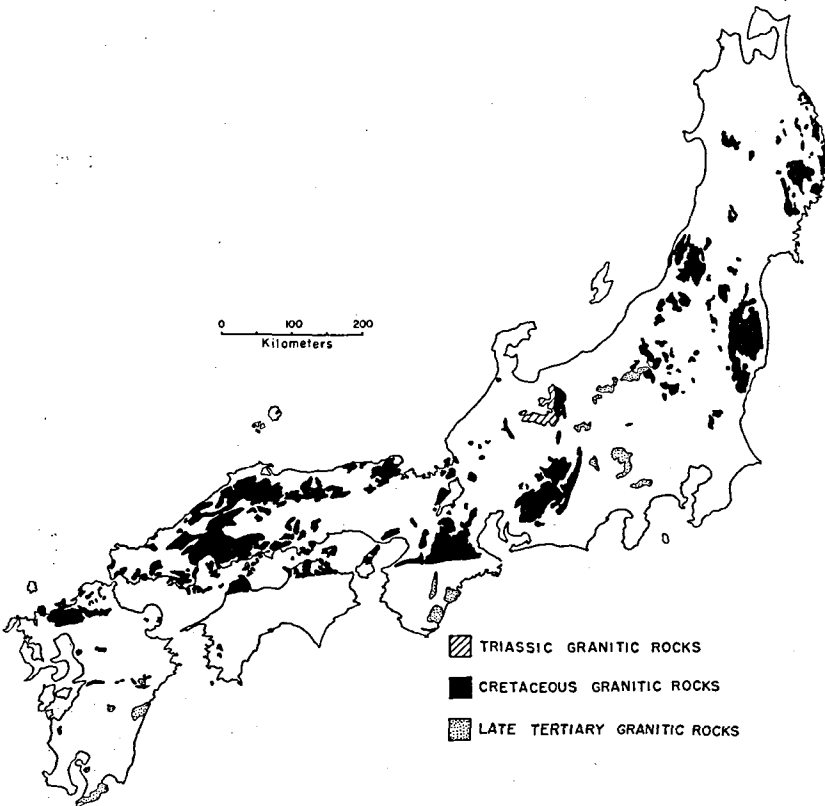 0 100 200
Kilometers
TRIASSIC GRANITIC ROCKS
CRETACEOUS GRANITIC ROCKS
LATE TERTIARY GRANITIC ROCKS